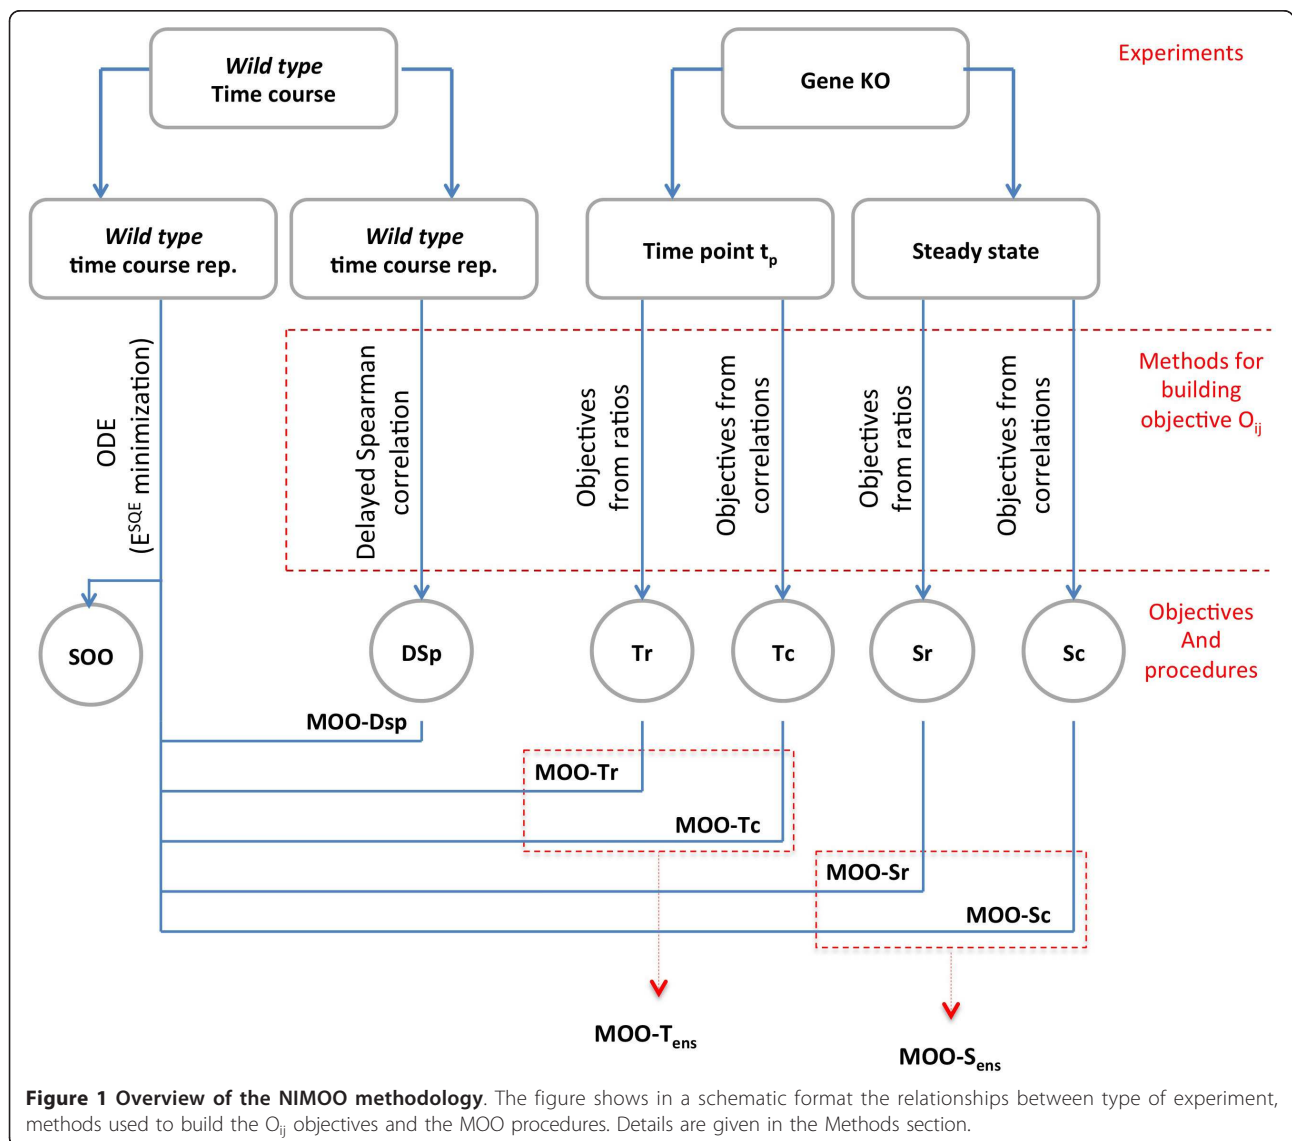 Experiments
Wild type
Time course
Gene KO
Wild type
time course rep.
Wild type
time course rep.
Time point tp
Steady state
ODE
(E^SQE minimization)
Delayed Spearman
correlation
Objectives
from ratios
Objectives from
correlations
Objectives
from ratios
Objectives from
correlations
Methods for
building
objective Oij
SOO
DSp
Tr
Tc
Sr
Sc
Objectives
And
procedures
MOO-Dsp
MOO-Tr
MOO-Tc
MOO-Sr
MOO-Sc
MOO-Tens
MOO-Sens
Figure 1 Overview of the NIMOO methodology. The figure shows in a schematic format the relationships between type of experiment,
methods used to build the Oij objectives and the MOO procedures. Details are given in the Methods section.